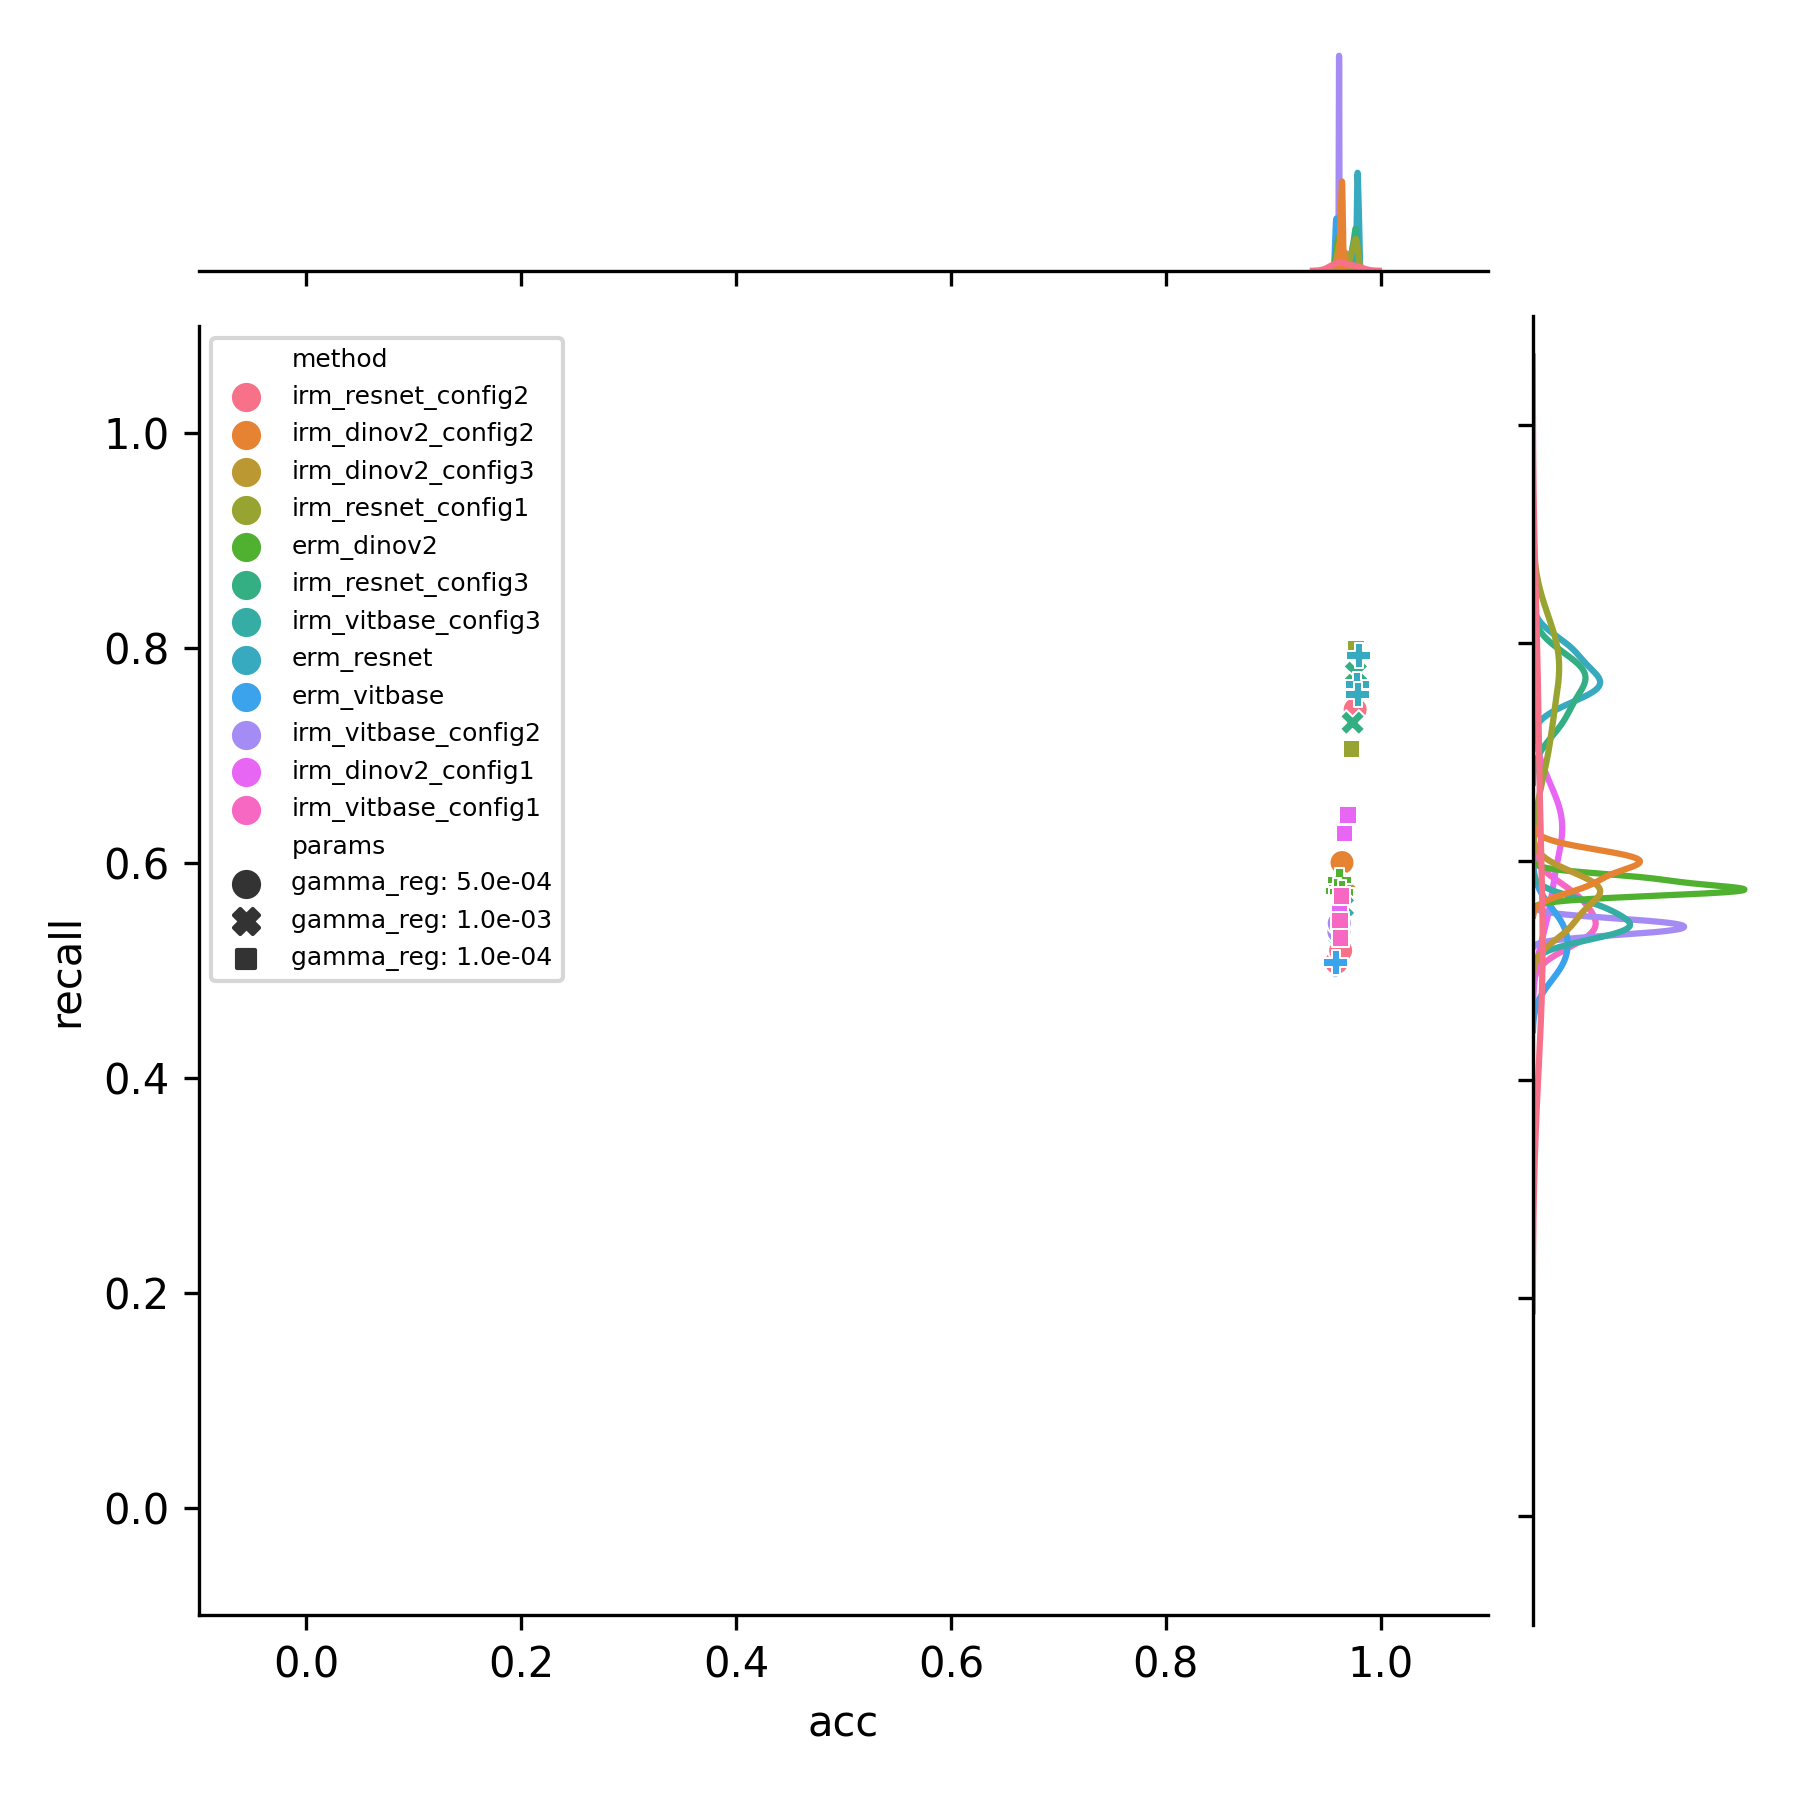 method
irm_resnet_config2
irm_dinov2_config2
irm_dinov2_config3
irm_resnet_config1
erm_dinov2
irm_resnet_config3
irm_vitbase_config3
erm_resnet
erm_vitbase
irm_vitbase_config2
irm_dinov2_config1
irm_vitbase_config1
params
gamma_reg: 5.0e-04
gamma_reg: 1.0e-03
gamma_reg: 1.0e-04
1.0
0.8
0.6
0.4
0.2
0.0
recall
0.0 0.2 0.4 0.6 0.8 1.0
acc